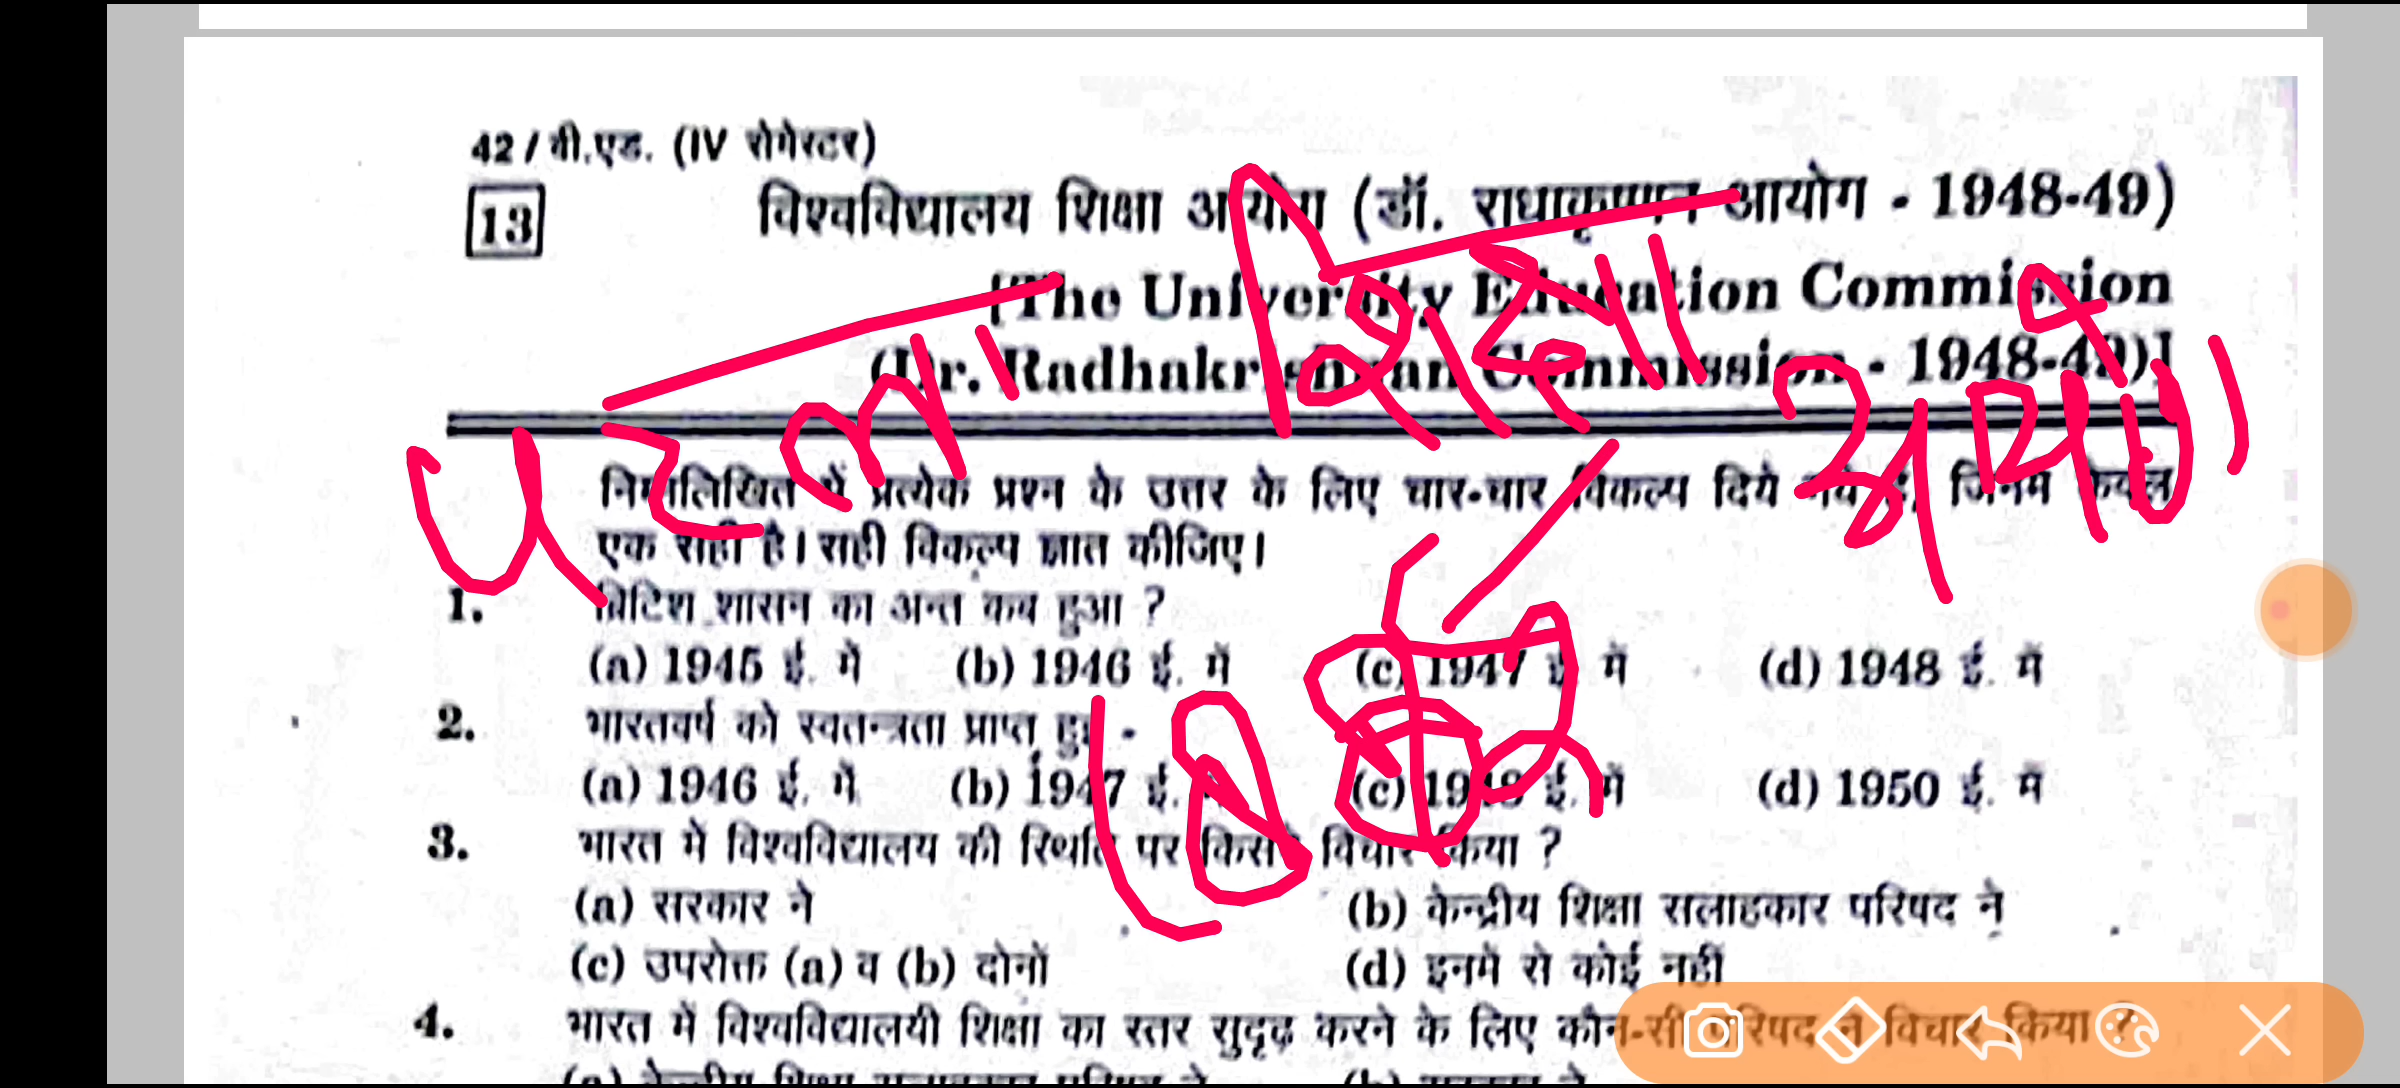 42 / बी.एड. (IV सेमेस्टर)
13
विश्वविद्यालय शिक्षा आयोग (डॉ. राधाकृष्णन आयोग - 1948-49)
[The University Education Commission
(Dr. Radhakrishnan Commission - 1948-49)]
निम्नलिखित में प्रत्येक प्रश्न के उत्तर के लिए चार-चार विकल्प दिये गये हैं, जिनमें केवल
एक सही है। सही विकल्प ज्ञात कीजिए।
1. ब्रिटिश शासन का अन्त कब हुआ ?
(a) 1945 ई. में (b) 1946 ई. में (c) 1947 ई. में (d) 1948 ई. में
2. भारतवर्ष को स्वतन्त्रता प्राप्त हुई -
(a) 1946 ई. में (b) 1947 ई. में (c) 1949 ई. में (d) 1950 ई. में
3. भारत में विश्वविद्यालय की स्थिति पर किसने विचार किया ?
(a) सरकार ने (b) केन्द्रीय शिक्षा सलाहकार परिषद ने
(c) उपरोक्त (a) व (b) दोनों (d) इनमें से कोई नहीं
4. भारत में विश्वविद्यालयी शिक्षा का स्तर सुदृढ़ करने के लिए कौन-सी परिषद ने विचार किया ?